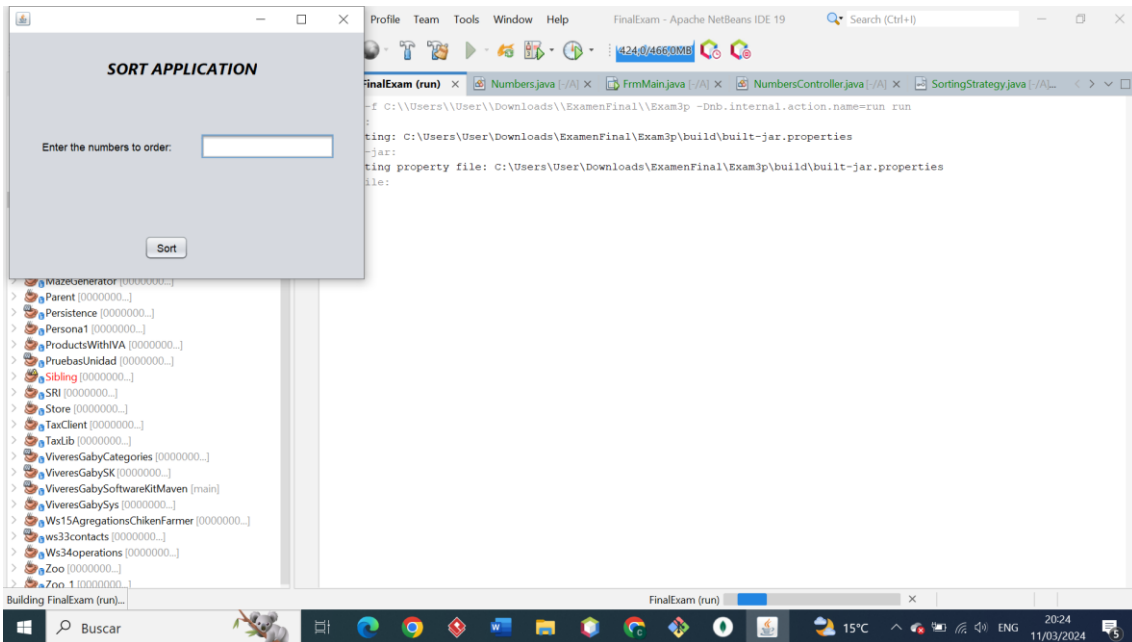 Profile Team Tools Window Help FinalExam - Apache NetBeans IDE 19 Search (Ctrl+I)
424,0/466,0MB
SORT APPLICATION
Enter the numbers to order:
Sort
FinalExam (run) Numbers.java [-/A] FrmMain.java [-/A] NumbersController.java [-/A] SortingStrategy.java [-/A]...
-f C:\\Users\\User\\Downloads\\ExamenFinal\\Exam3p -Dnb.internal.action.name=run run
:
ting: C:\Users\User\Downloads\ExamenFinal\Exam3p\build\built-jar.properties
-jar:
ting property file: C:\Users\User\Downloads\ExamenFinal\Exam3p\build\built-jar.properties
ile:
MazeGenerator [0000000...]
Parent [0000000...]
Persistence [0000000...]
Persona1 [0000000...]
ProductsWithIVA [0000000...]
PruebasUnidad [0000000...]
Sibling [0000000...]
SRI [0000000...]
Store [0000000...]
TaxClient [0000000...]
TaxLib [0000000...]
ViveresGabyCategories [0000000...]
ViveresGabySK [0000000...]
ViveresGabySoftwareKitMaven [main]
ViveresGabySys [0000000...]
Ws15AgregationsChikenFarmer [0000000...]
ws33contacts [0000000...]
Ws34operations [0000000...]
Zoo [0000000...]
Zoo_1 [0000000...]
Building FinalExam (run)... FinalExam (run)
Buscar 15°C ENG 20:24
11/03/2024 5